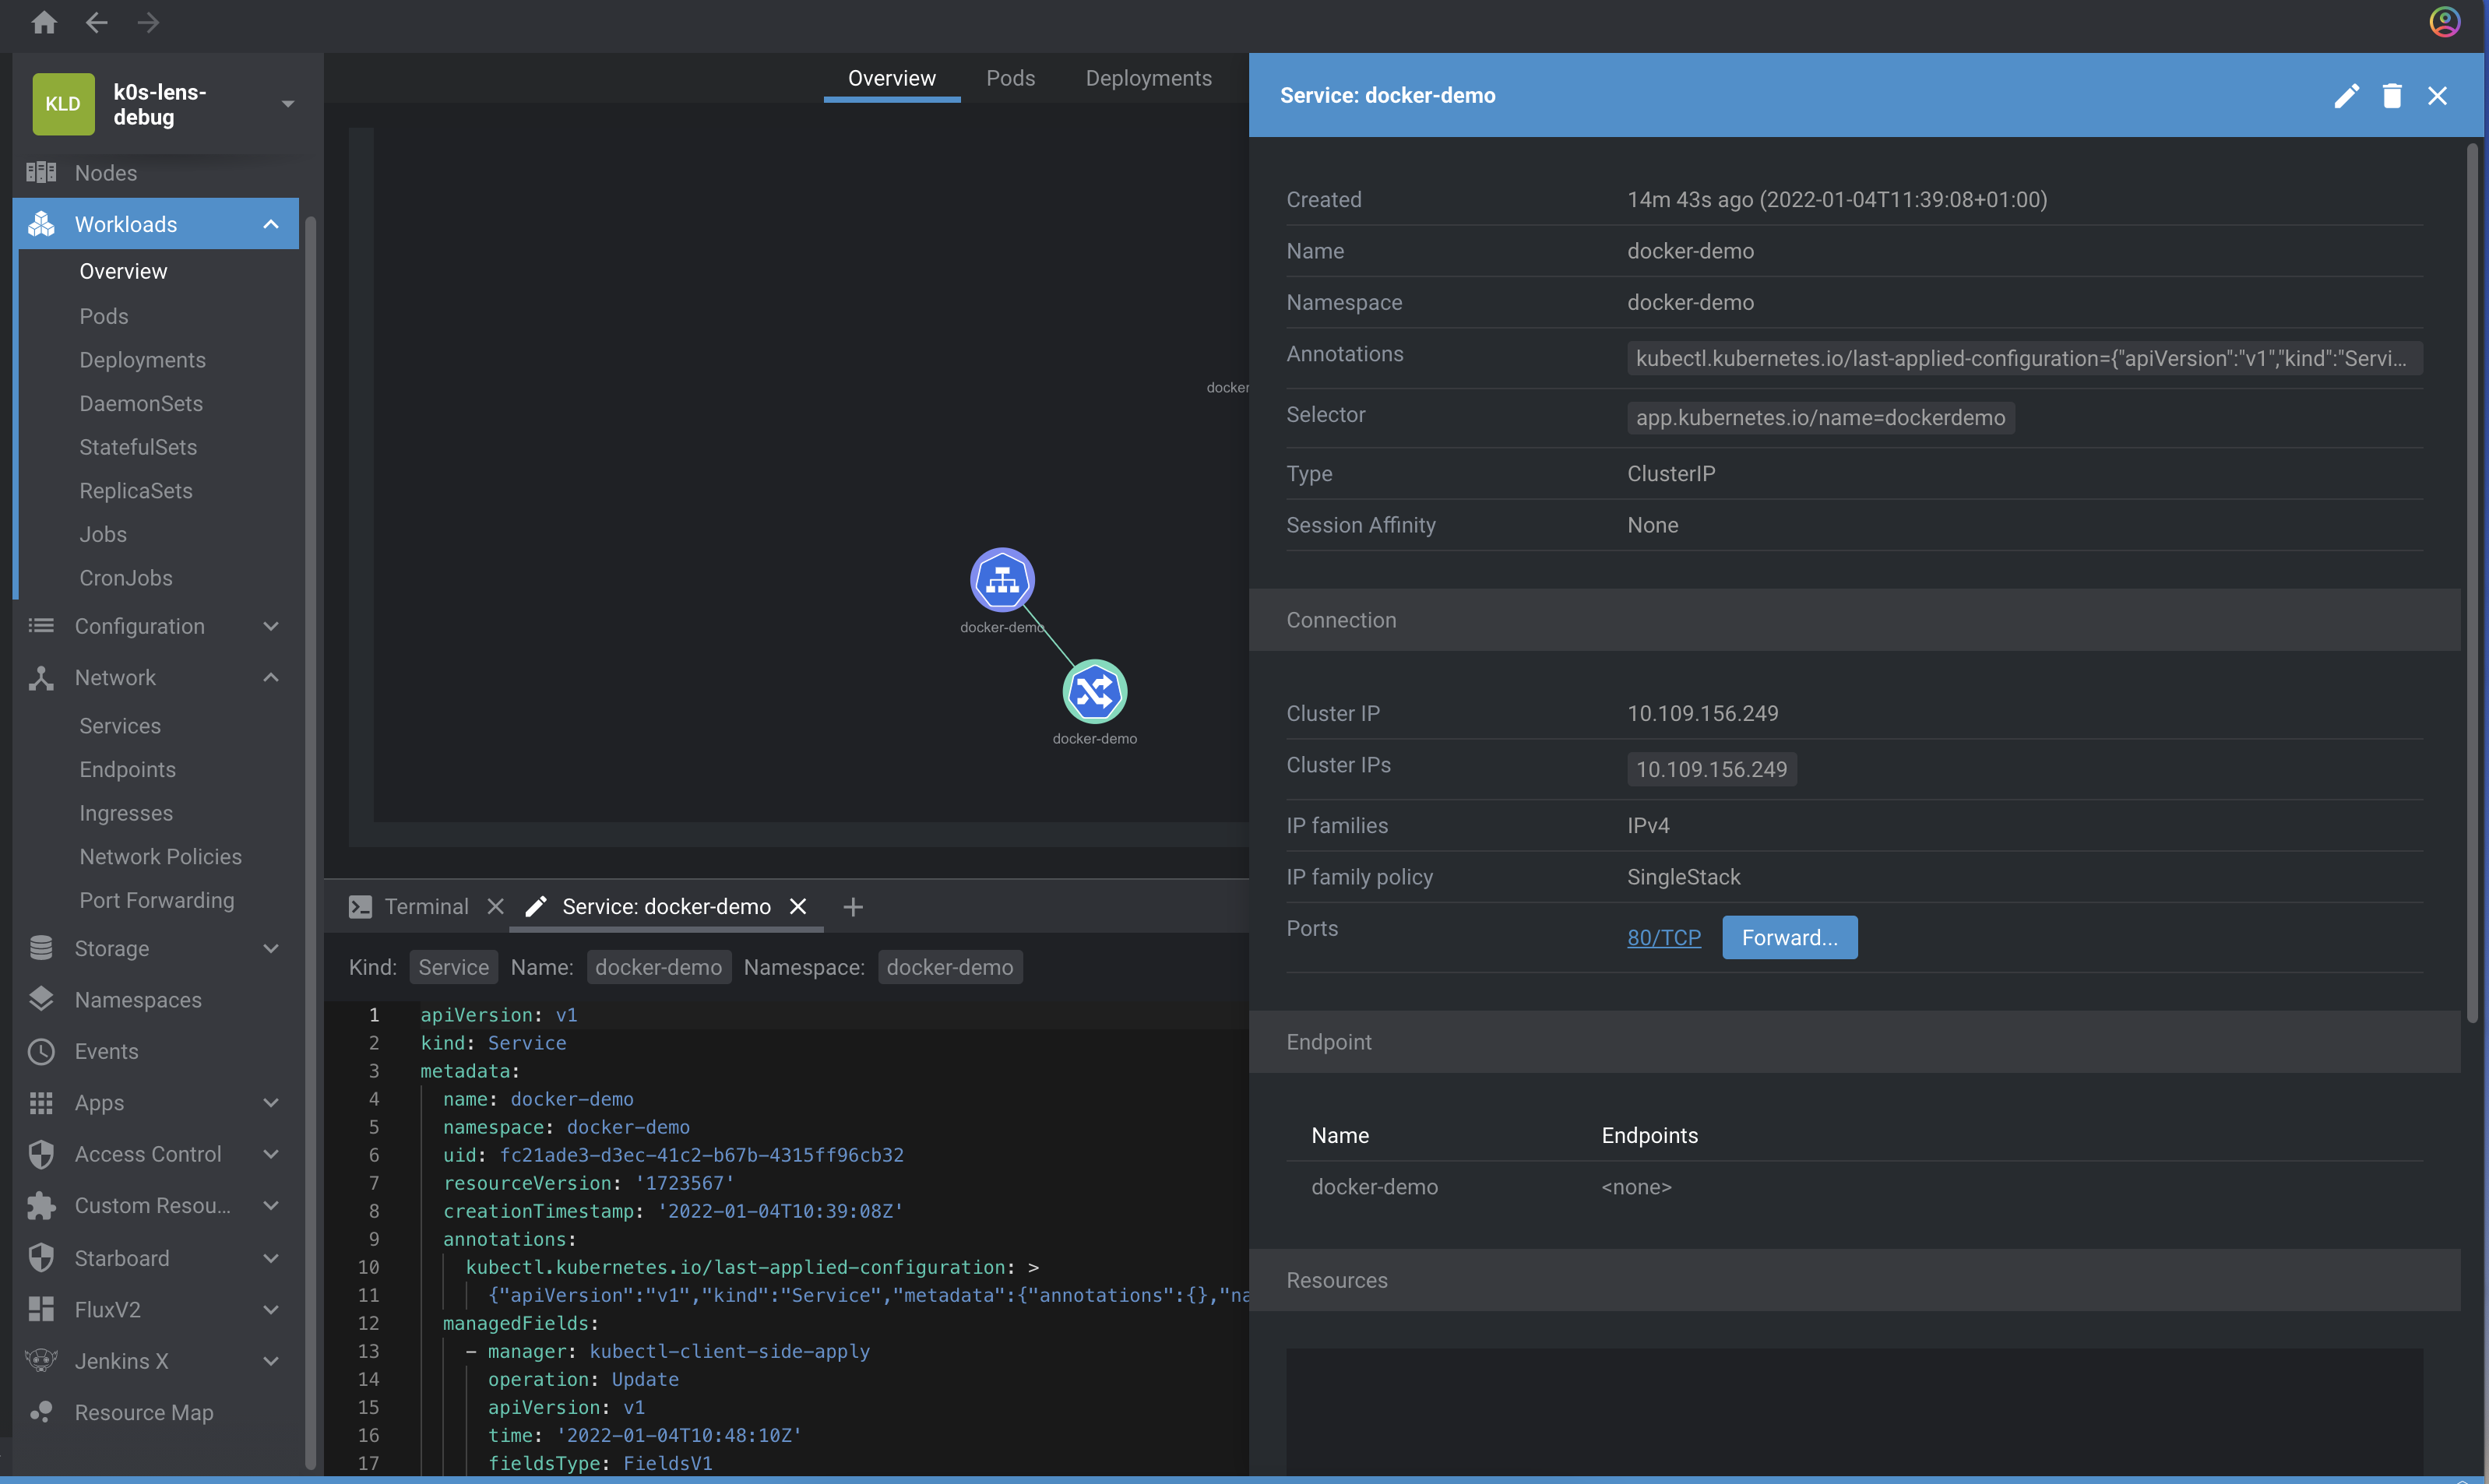 KLD
k0s-lens-
debug
Nodes
Workloads
Overview
Pods
Deployments
DaemonSets
StatefulSets
ReplicaSets
Jobs
CronJobs
Configuration
Network
Services
Endpoints
Ingresses
Network Policies
Port Forwarding
Storage
Namespaces
Events
Apps
Access Control
Custom Resou...
Starboard
FluxV2
Jenkins X
Resource Map
Overview Pods Deployments
docker
docker-demo
docker-demo
Terminal Service: docker-demo
Kind: Service Name: docker-demo Namespace: docker-demo
1 apiVersion: v1
2 kind: Service
3 metadata:
4 name: docker-demo
5 namespace: docker-demo
6 uid: fc21ade3-d3ec-41c2-b67b-4315ff96cb32
7 resourceVersion: '1723567'
8 creationTimestamp: '2022-01-04T10:39:08Z'
9 annotations:
10 kubectl.kubernetes.io/last-applied-configuration: >
11 {"apiVersion":"v1","kind":"Service","metadata":{"annotations":{},"na
12 managedFields:
13 - manager: kubectl-client-side-apply
14 operation: Update
15 apiVersion: v1
16 time: '2022-01-04T10:48:10Z'
17 fieldsType: FieldsV1
Service: docker-demo
Created 14m 43s ago (2022-01-04T11:39:08+01:00)
Name docker-demo
Namespace docker-demo
Annotations kubectl.kubernetes.io/last-applied-configuration={"apiVersion":"v1","kind":"Servi...
Selector app.kubernetes.io/name=dockerdemo
Type ClusterIP
Session Affinity None
Connection
Cluster IP 10.109.156.249
Cluster IPs 10.109.156.249
IP families IPv4
IP family policy SingleStack
Ports 80/TCP Forward...
Endpoint
Name Endpoints
docker-demo <none>
Resources